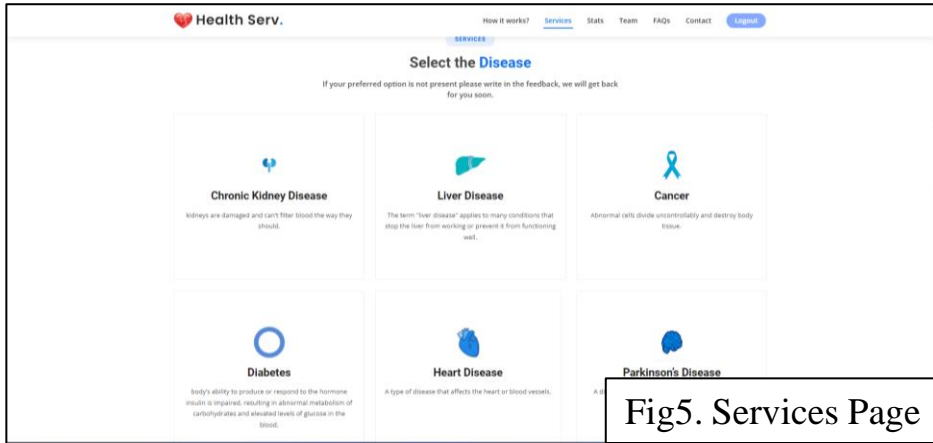 Health Serv.
How it works? Services Stats Team FAQs Contact Logout
SERVICES
Select the Disease
If your preferred option is not present please write in the feedback, we will get back
for you soon.
Chronic Kidney Disease
kidneys are damaged and can't filter blood the way they
should.
Liver Disease
The term "liver disease" applies to many conditions that
stop the liver from working or prevent it from functioning
well.
Cancer
Abnormal cells divide uncontrollably and destroy body
tissue.
Diabetes
body's ability to produce or respond to the hormone
insulin is impaired, resulting in abnormal metabolism of
carbohydrates and elevated levels of glucose in the
blood.
Heart Disease
A type of disease that affects the heart or blood vessels.
Parkinson's Disease
A
Fig5. Services Page